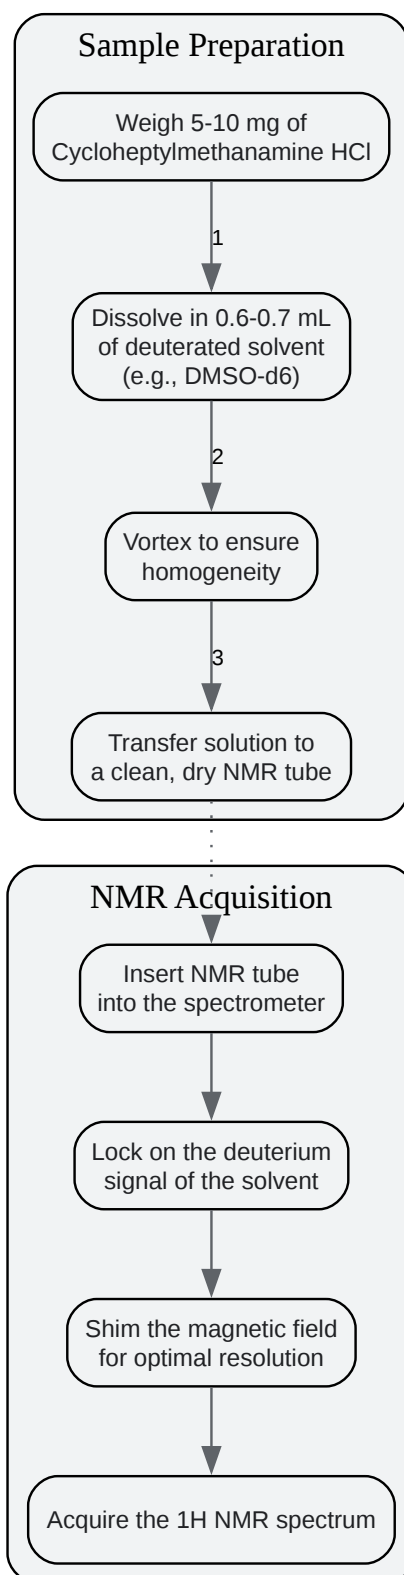 Sample Preparation
Weigh 5-10 mg of
Cycloheptylmethanamine HCl
1
Dissolve in 0.6-0.7 mL
of deuterated solvent
(e.g., DMSO-d6)
2
Vortex to ensure
homogeneity
3
Transfer solution to
a clean, dry NMR tube
NMR Acquisition
Insert NMR tube
into the spectrometer
Lock on the deuterium
signal of the solvent
Shim the magnetic field
for optimal resolution
Acquire the 1H NMR spectrum